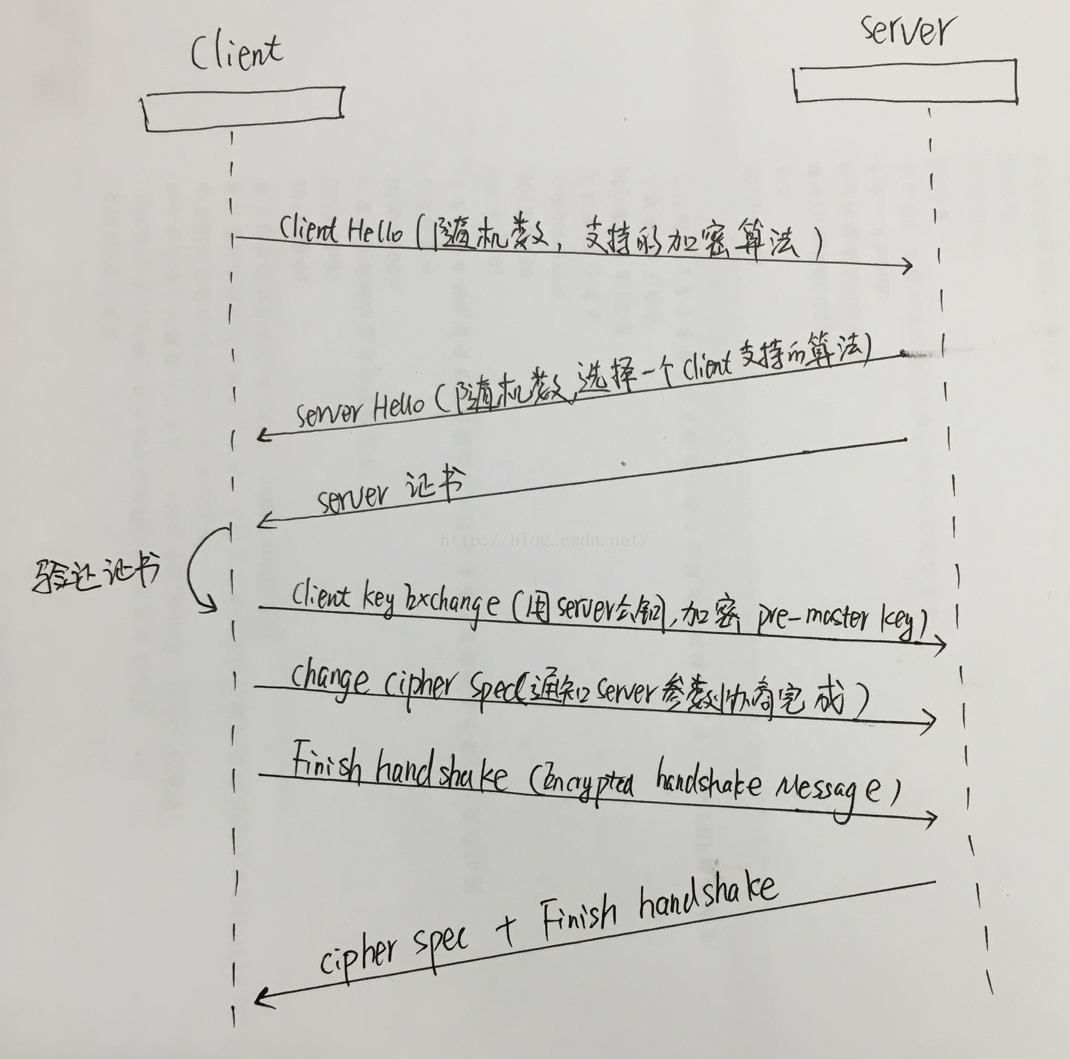 Client
server
Client Hello (随机数，支持的加密算法)
server Hello (随机数,选择一个client支持的算法)
server 证书
http://blog.csdn.net/
验证证书
Client key Exchange (用server公钥,加密 pre-master key)
change cipher spec(通知server参数协商完成)
Finish handshake (Encrypted handshake Message)
cipher spec + Finish handshake